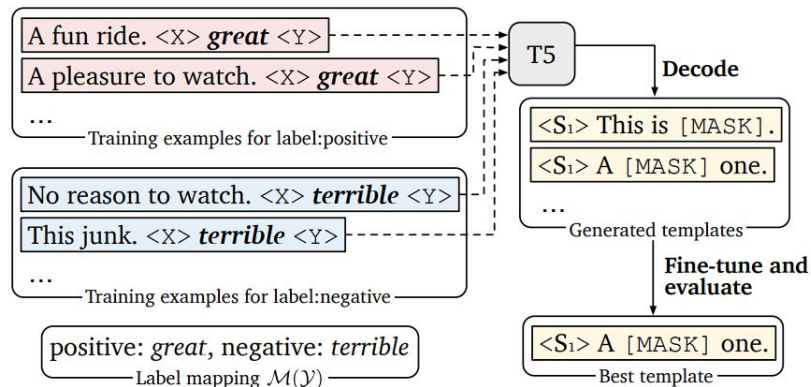 A fun ride. <X> great <Y>
A pleasure to watch. <X> great <Y>
...
Training examples for label:positive
No reason to watch. <X> terrible <Y>
This junk. <X> terrible <Y>
...
Training examples for label:negative
positive: great, negative: terrible
Label mapping M(Y)
T5
Decode
<S₁> This is [MASK].
<S₁> A [MASK] one.
...
Generated templates
Fine-tune and
evaluate
<S₁> A [MASK] one.
Best template